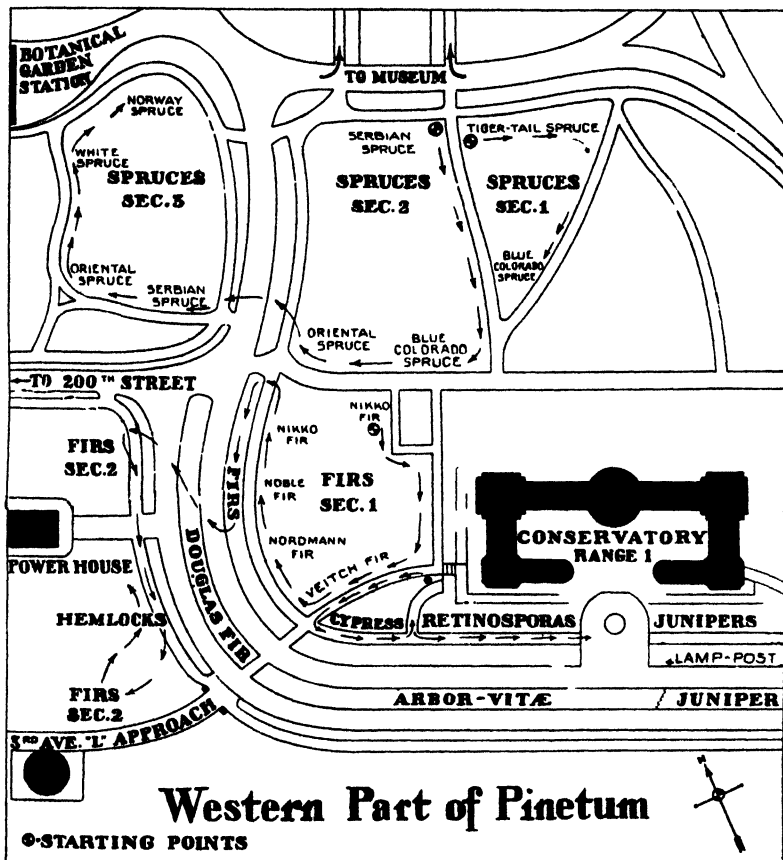 BOTANICAL
GARDEN
STATION
TO MUSEUM
NORWAY
SPRUCE
WHITE
SPRUCE
SPRUCES
SEC. 3
ORIENTAL
SPRUCE
SERBIAN
SPRUCE
SERBIAN
SPRUCE
SPRUCES
SEC. 2
ORIENTAL
SPRUCE
BLUE
COLORADO
SPRUCE
TIGER-TAIL SPRUCE
SPRUCES
SEC. 1
BLUE
COLORADO
SPRUCE
TO 200TH STREET
FIRS
SEC. 2
FIRS
NIKKO
FIR
NIKKO
FIR
NOBLE
FIR
FIRS
SEC. 1
NORDMANN
FIR
VEITCH FIR
POWER HOUSE
DOUGLAS FIR
CONSERVATORY
RANGE 1
HEMLOCKS
CYPRESS
RETINOSPORAS
JUNIPERS
LAMP-POST
FIRS
SEC. 2
ARBOR-VITÆ
JUNIPER
3RD AVE. "L" APPROACH
Western Part of Pinetum
N
STARTING POINTS